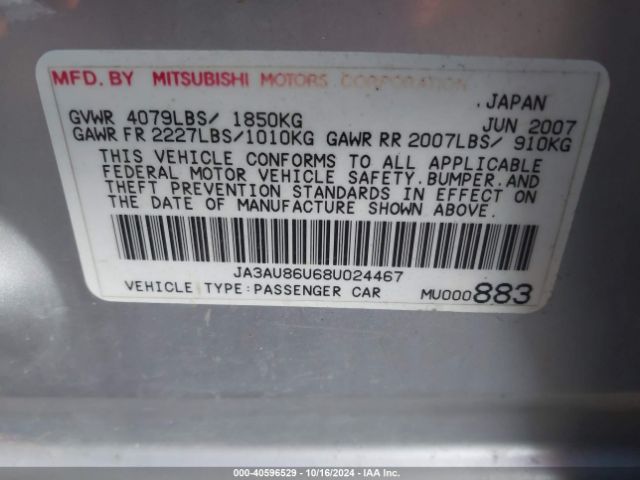 MFD. BY MITSUBISHI MOTORS CORPORATION
. JAPAN
GVWR 4079LBS/ 1850KG JUN 2007
GAWR FR 2227LBS/1010KG GAWR RR 2007LBS/ 910KG
THIS VEHICLE CONFORMS TO ALL APPLICABLE
FEDERAL MOTOR VEHICLE SAFETY.BUMPER.AND
THEFT PREVENTION STANDARDS IN EFFECT ON
THE DATE OF MANUFACTURE SHOWN ABOVE.
JA3AU86U68U024467
VEHICLE TYPE:PASSENGER CAR MU000883
000-40596529 - 10/16/2024 - IAA Inc.